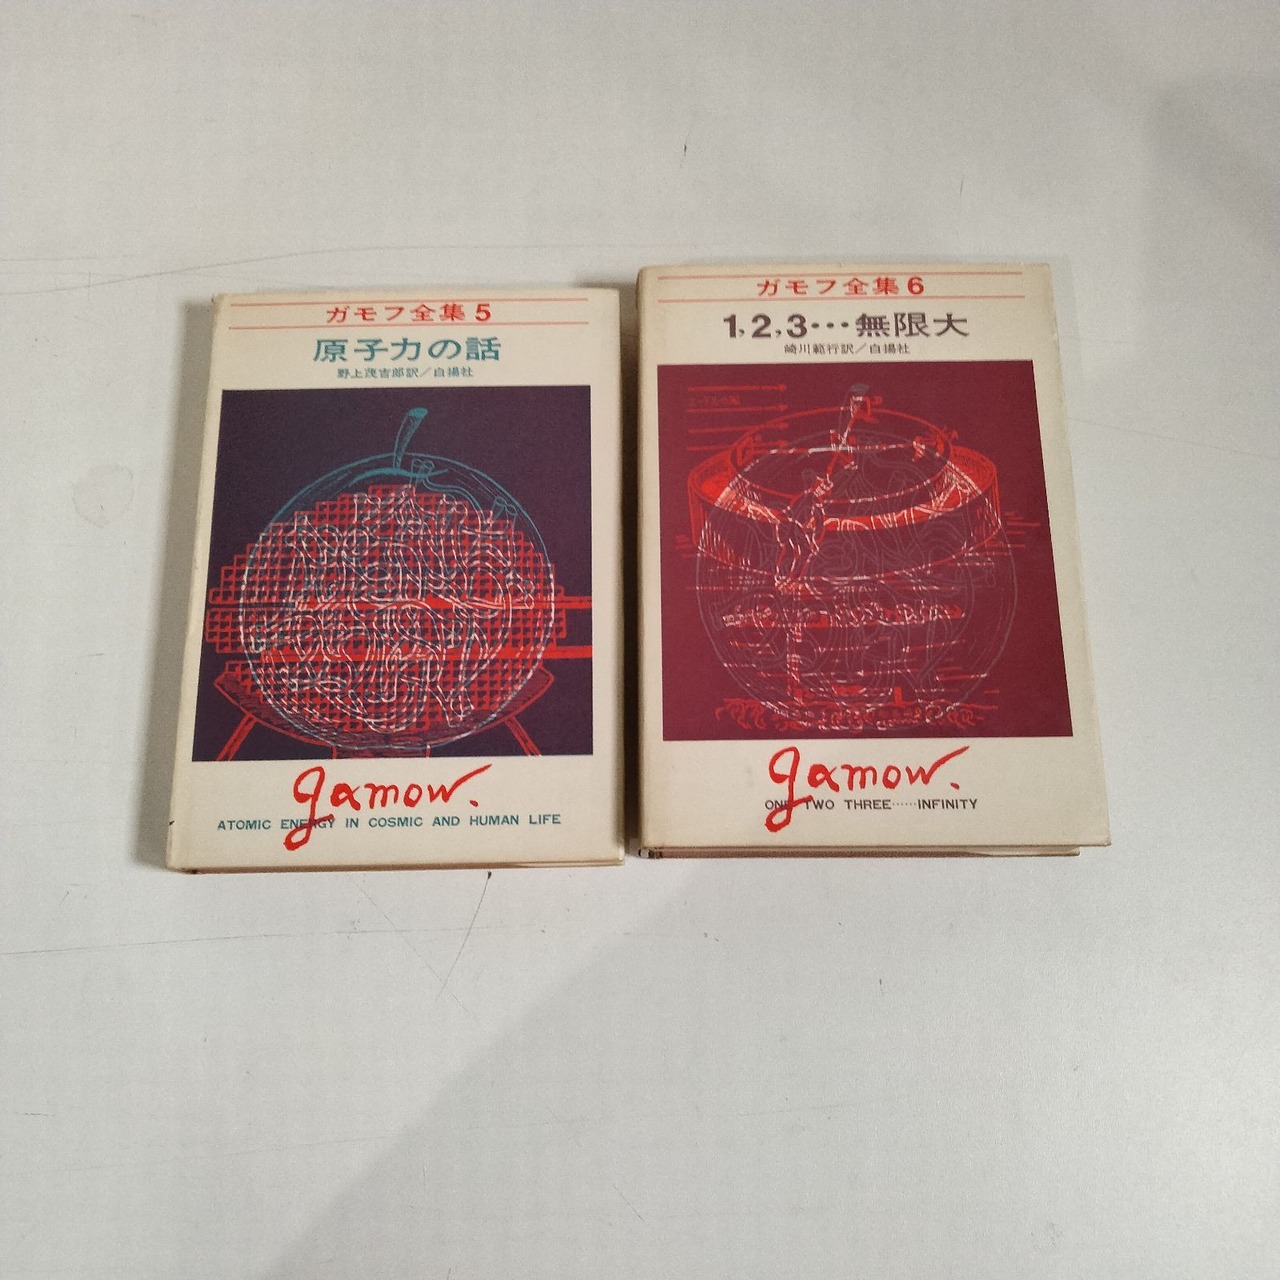 ガモフ全集5
原子力の話
野上茂吉郎訳／白揚社
gamow.
ATOMIC ENERGY IN COSMIC AND HUMAN LIFE
ガモフ全集6
1,2,3…無限大
崎川範行訳／白揚社
gamow.
ONE TWO THREE……INFINITY